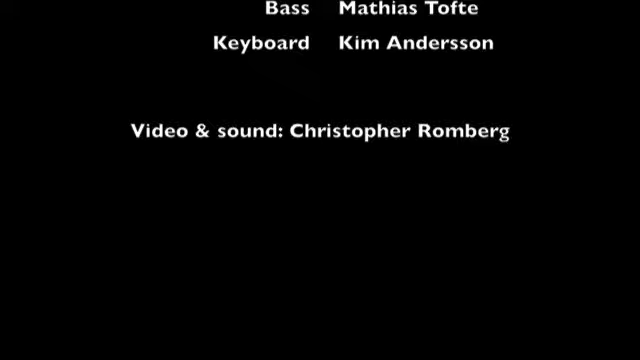 Bass Mathias Tofte
Keyboard Kim Andersson
Video & sound: Christopher Romberg